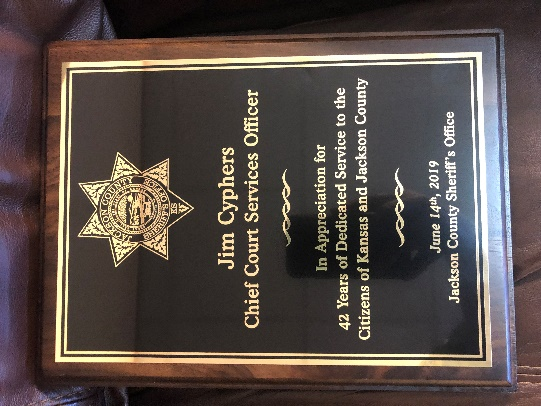 Jim Cyphers
Chief Court Services Officer
In Appreciation for
42 Years of Dedicated Service to the
Citizens of Kansas and Jackson County
June 14th, 2019
Jackson County Sheriff's Office